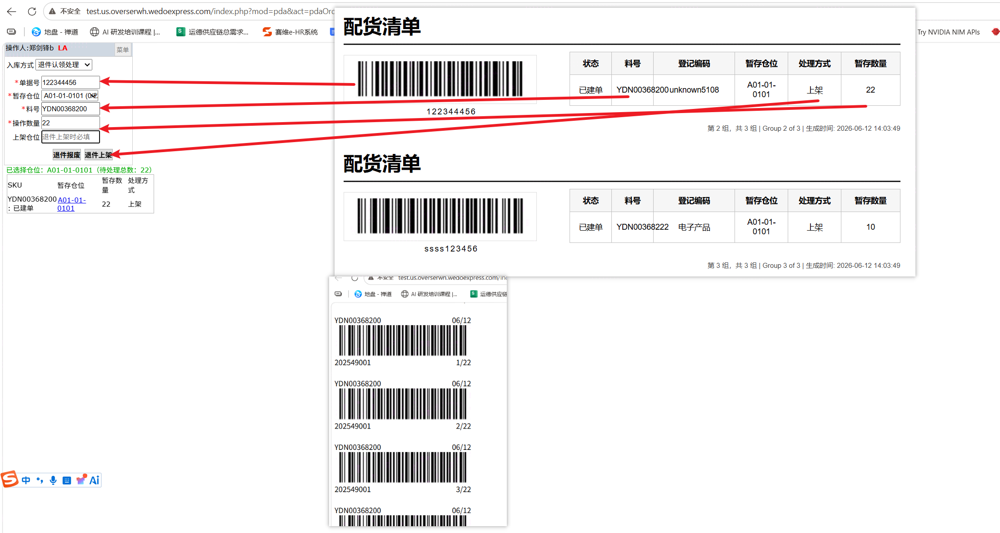 不安全 test.us.overserwh.wedoexpress.com/index.php?mod=pda&act=pdaOrd
地盘 - 禅道 AI 研发培训课程 |... 运德供应链总需求... 赛维e-HR系统 Try NVIDIA NIM APIs
操作人:郑剑锋b LA 菜单
入库方式 退件认领处理
*单据号 122344456
*暂存仓位 A01-01-0101
*料号 YDN00368200
*操作数量 22
上架仓位 退件上架时必填
退件报废 退件上架
已选择仓位：A01-01-0101（待处理总数：22）
SKU 暂存仓位 暂存数量 处理方式
YDN00368200：已建单 A01-01-0101 22 上架
配货清单
122344456
状态 料号 登记编码 暂存仓位 处理方式 暂存数量
已建单 YDN00368200 unknown5108 A01-01-0101 上架 22
第 2 组，共 3 组 | Group 2 of 3 | 生成时间: 2026-06-12 14:03:49
配货清单
ssss123456
状态 料号 登记编码 暂存仓位 处理方式 暂存数量
已建单 YDN00368222 电子产品 A01-01-0101 上架 10
第 3 组，共 3 组 | Group 3 of 3 | 生成时间: 2026-06-12 14:03:49
不安全 test.us.overserwh.wedoexpress.com/in
地盘 - 禅道 AI 研发培训课程 |... 运德供应链
YDN00368200 06/12
202549001 1/22
YDN00368200 06/12
202549001 2/22
YDN00368200 06/12
202549001 3/22
YDN00368200 06/12
中 Ai